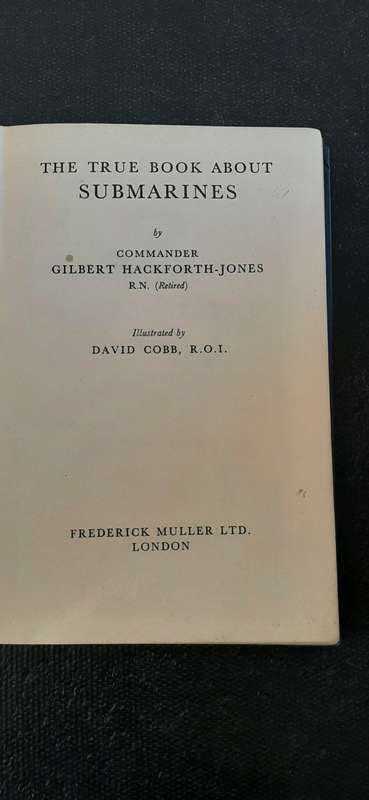 THE TRUE BOOK ABOUT
SUBMARINES
by
COMMANDER
GILBERT HACKFORTH-JONES
R.N. (Retired)
Illustrated by
DAVID COBB, R.O.I.
FREDERICK MULLER LTD.
LONDON